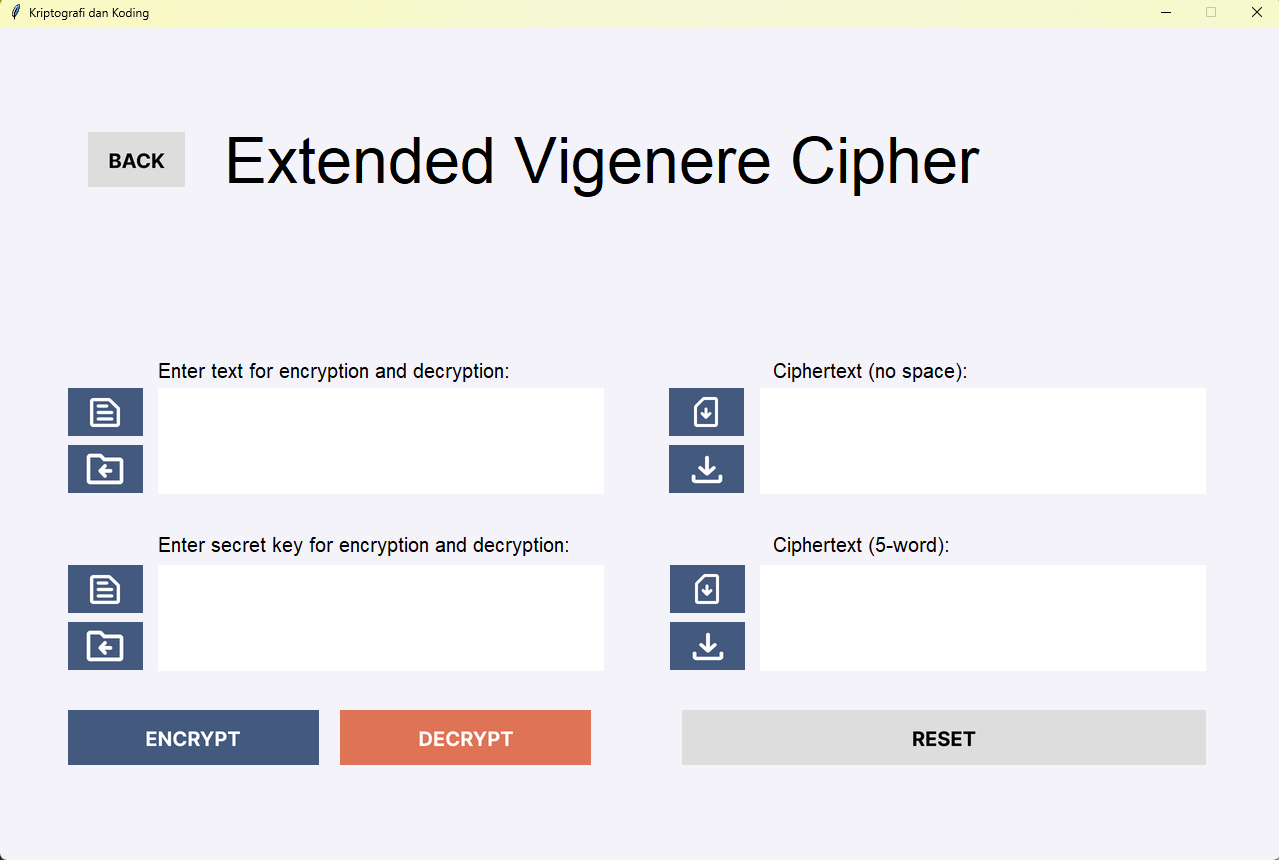 Kriptografi dan Koding
BACK
Extended Vigenere Cipher
Enter text for encryption and decryption:
Ciphertext (no space):
Enter secret key for encryption and decryption:
Ciphertext (5-word):
ENCRYPT
DECRYPT
RESET